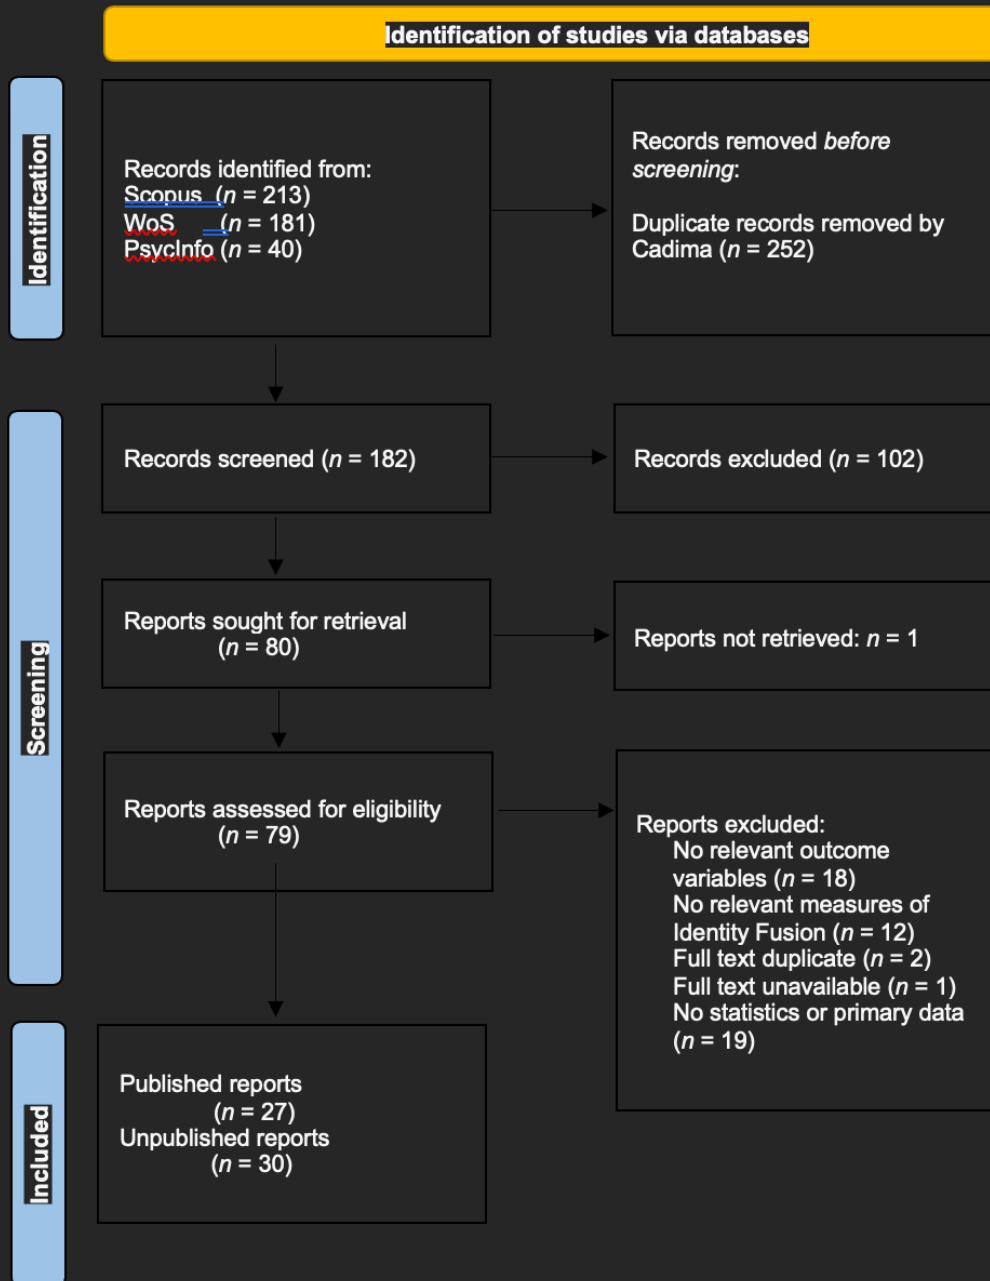 Identification of studies via databases
Identification
Records identified from:
Scopus (n = 213)
WoS (n = 181)
PsycInfo (n = 40)
Records removed before
screening:
Duplicate records removed by
Cadima (n = 252)
Screening
Records screened (n = 182)
Records excluded (n = 102)
Reports sought for retrieval
(n = 80)
Reports not retrieved: n = 1
Reports assessed for eligibility
(n = 79)
Reports excluded:
No relevant outcome
variables (n = 18)
No relevant measures of
Identity Fusion (n = 12)
Full text duplicate (n = 2)
Full text unavailable (n = 1)
No statistics or primary data
(n = 19)
Included
Published reports
(n = 27)
Unpublished reports
(n = 30)